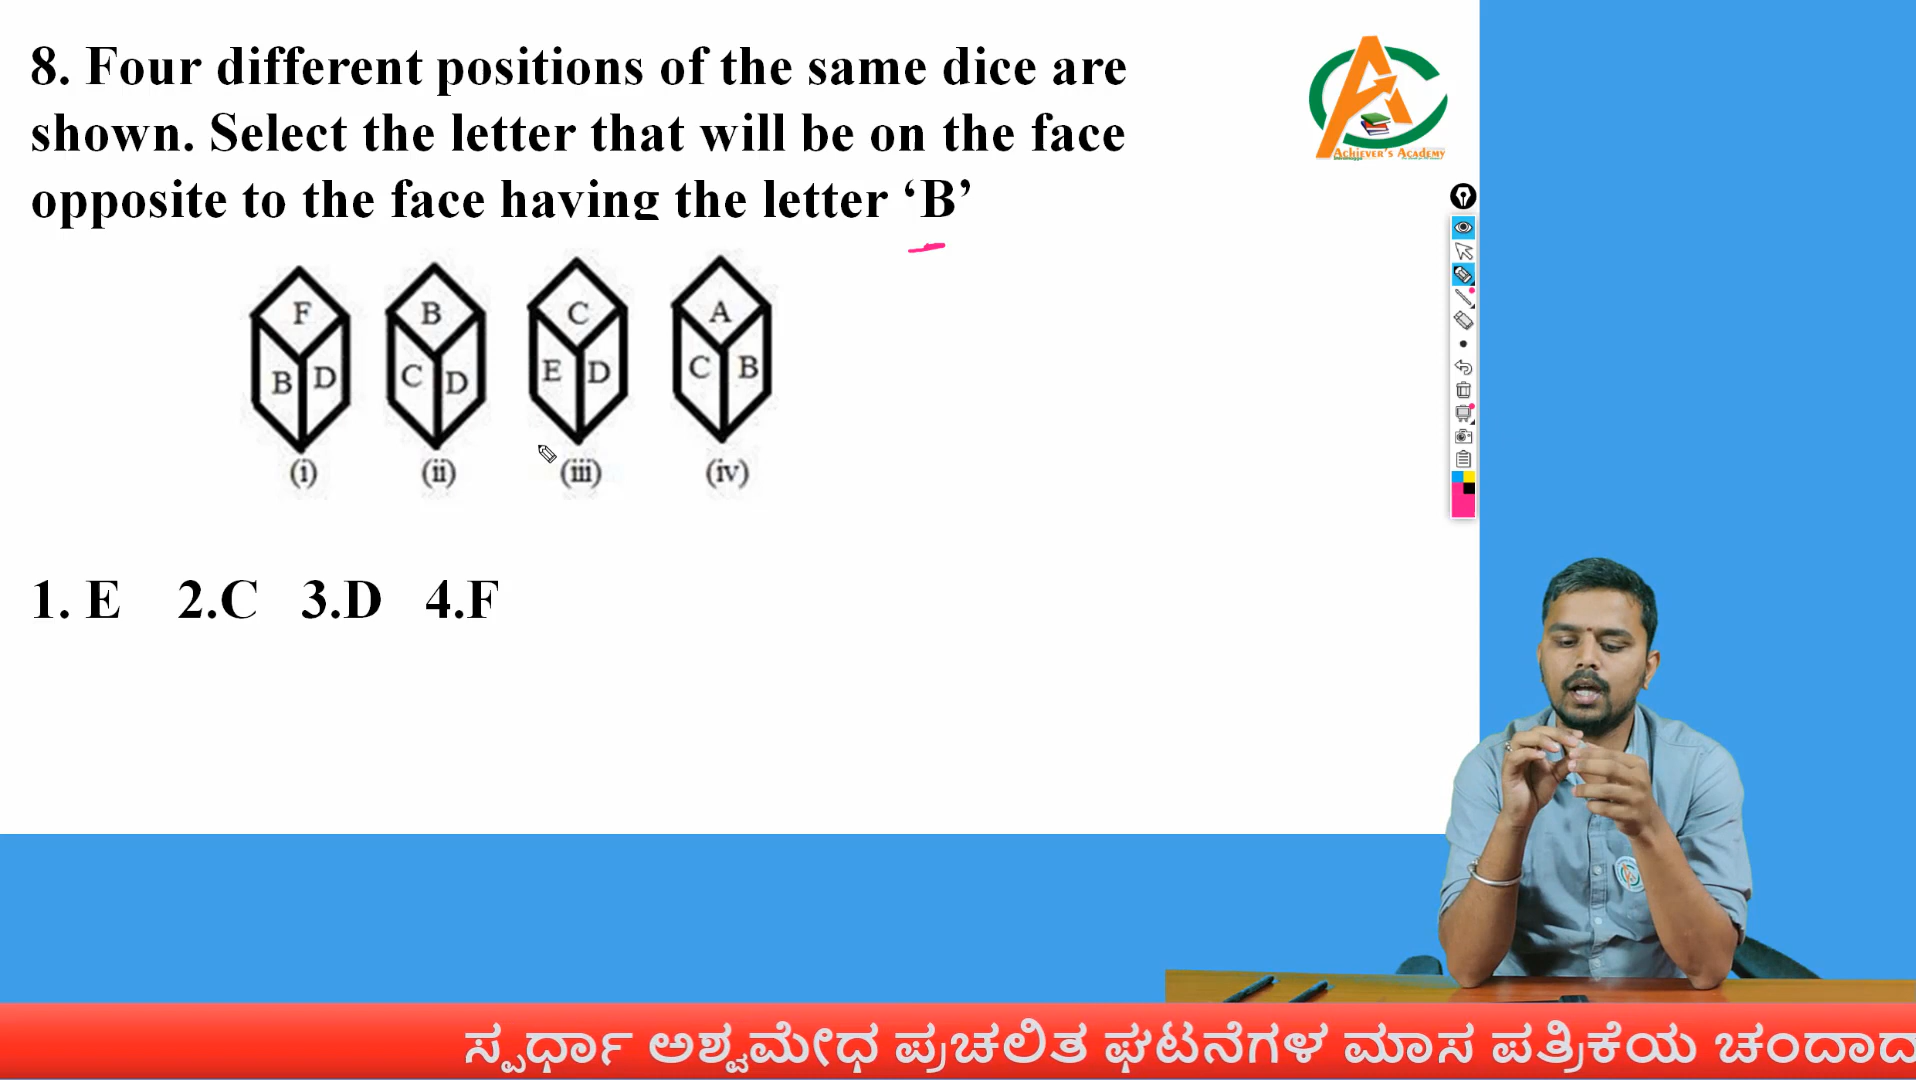 8. Four different positions of the same dice are
shown. Select the letter that will be on the face
opposite to the face having the letter ‘B’
Achiever's Academy
F B C A
B D C D E D C B
(i) (ii) (iii) (iv)
1. E 2.C 3.D 4.F
ಸ್ಪರ್ಧಾ ಅಶ್ವಮೇಧ ಪ್ರಚಲಿತ ಘಟನೆಗಳ ಮಾಸ ಪತ್ರಿಕೆಯ